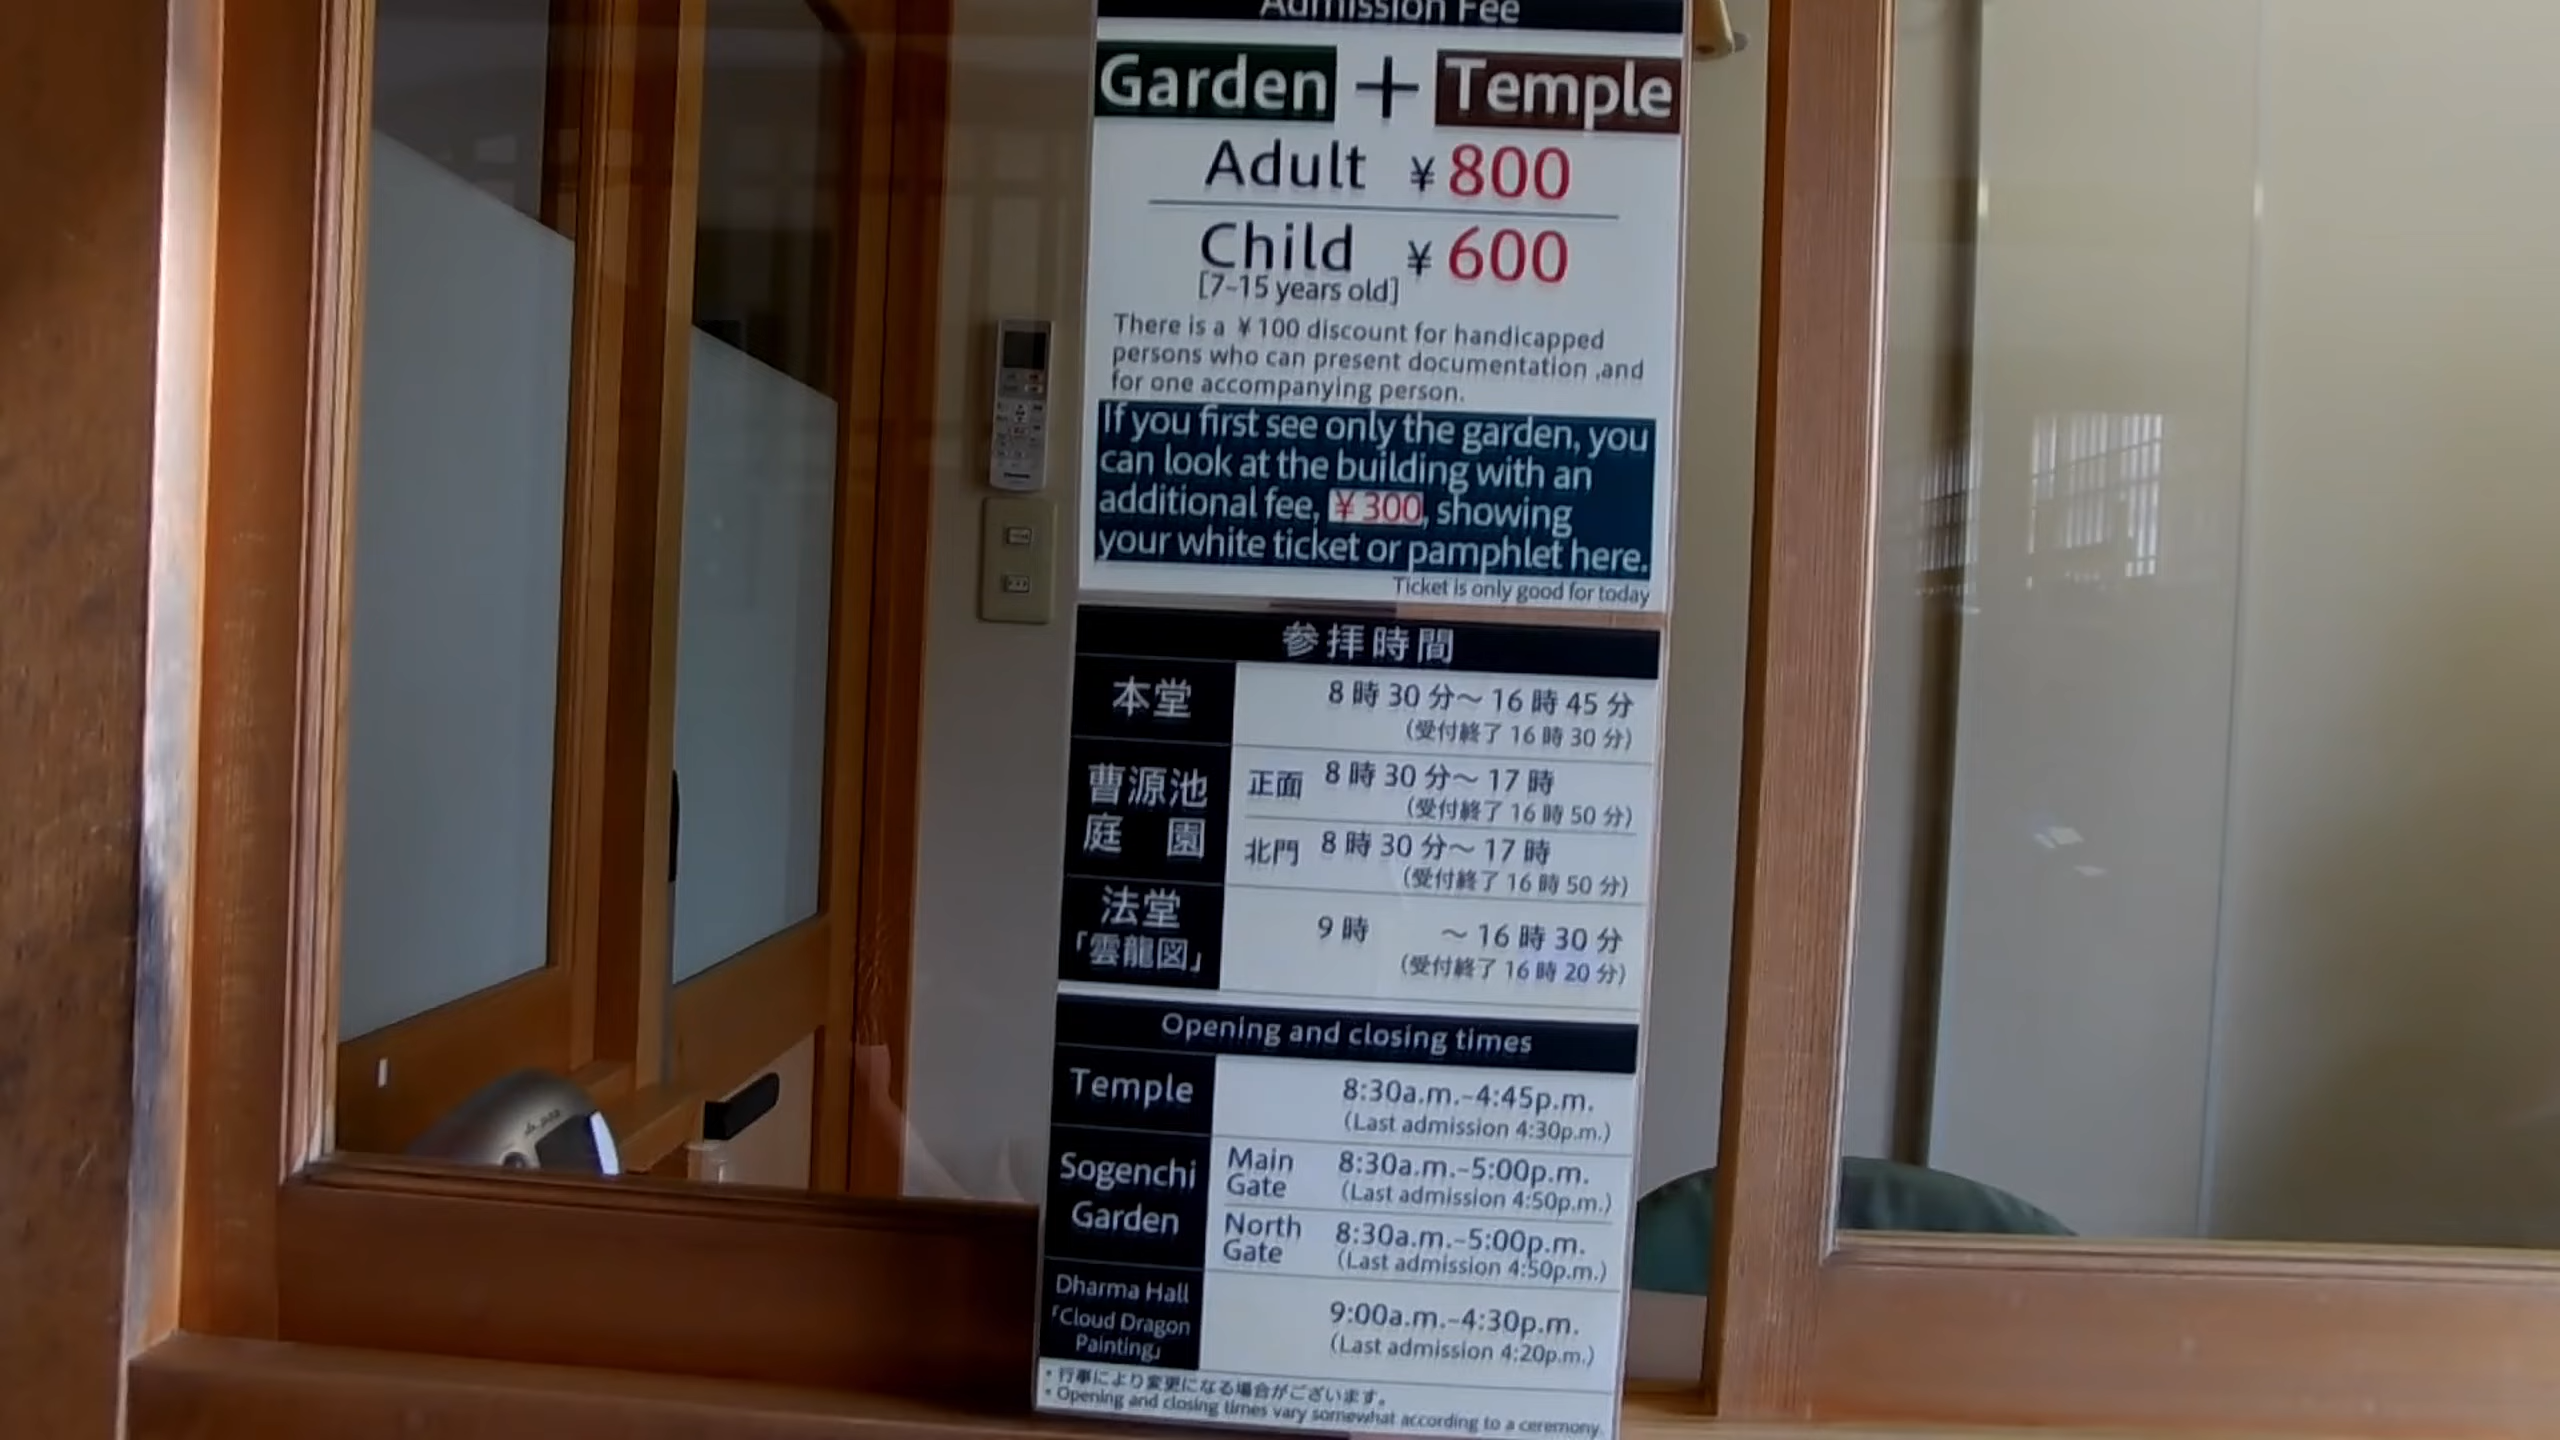 Admission Fee
Garden + Temple
Adult ¥800
Child ¥600
[7-15 years old]
There is a ¥100 discount for handicapped
persons who can present documentation ,and
for one accompanying person.
If you first see only the garden, you
can look at the building with an
additional fee, ¥300, showing
your white ticket or pamphlet here.
Ticket is only good for today
参拝時間
本堂 8時30分～16時45分
(受付終了16時30分)
曹源池
庭園
正面 8時30分～17時
(受付終了16時50分)
北門 8時30分～17時
(受付終了16時50分)
法堂
「雲龍図」
9時 ～16時30分
(受付終了16時20分)
Opening and closing times
Temple 8:30a.m.-4:45p.m.
(Last admission 4:30p.m.)
Sogenchi
Garden
Main
Gate
8:30a.m.-5:00p.m.
(Last admission 4:50p.m.)
North
Gate
8:30a.m.-5:00p.m.
(Last admission 4:50p.m.)
Dharma Hall
「Cloud Dragon
Painting」
9:00a.m.-4:30p.m.
(Last admission 4:20p.m.)
・行事により変更になる場合がございます。
・Opening and closing times vary somewhat according to a ceremony